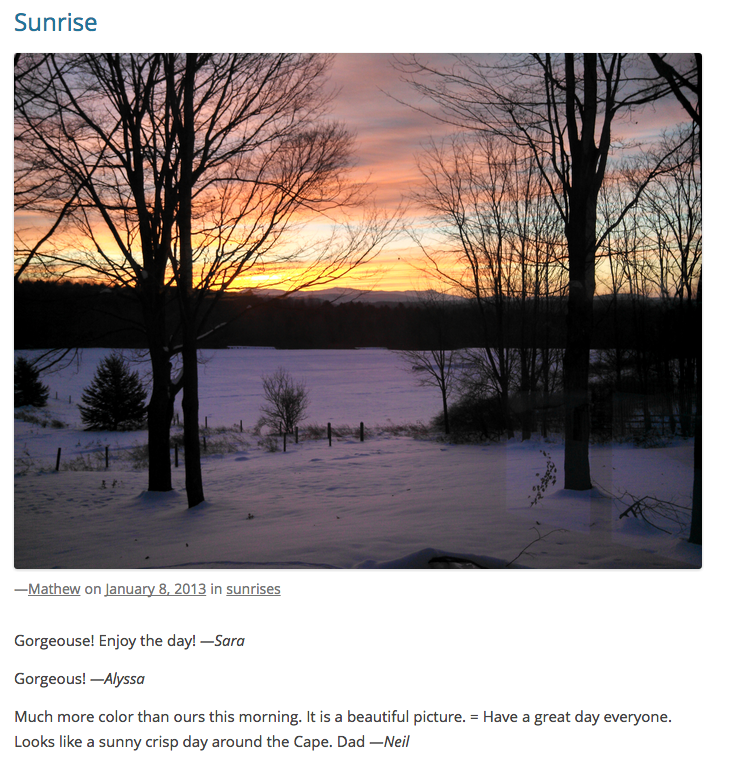 Sunrise
—Mathew on January 8, 2013 in sunrises
Gorgeouse! Enjoy the day! —Sara
Gorgeous! —Alyssa
Much more color than ours this morning. It is a beautiful picture. = Have a great day everyone.
Looks like a sunny crisp day around the Cape. Dad —Neil